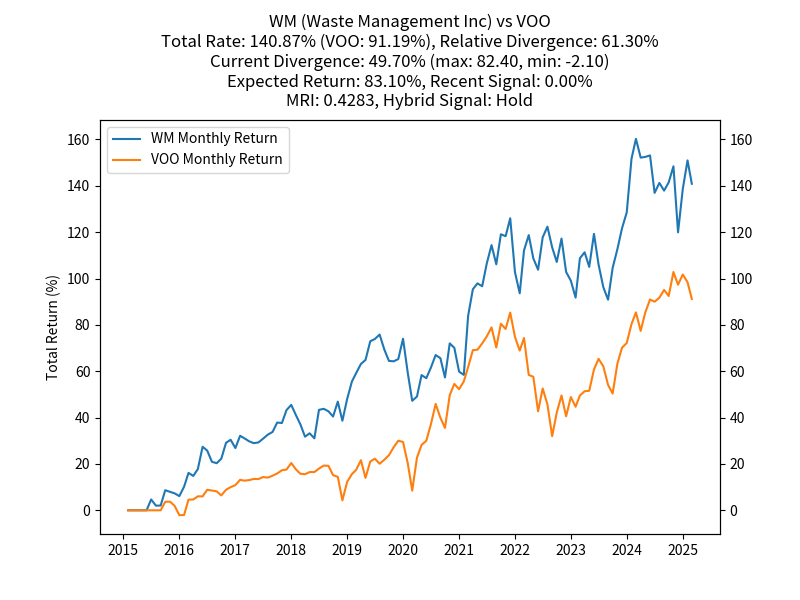 WM (Waste Management Inc) vs VOO
Total Rate: 140.87% (VOO: 91.19%), Relative Divergence: 61.30%
Current Divergence: 49.70% (max: 82.40, min: -2.10)
Expected Return: 83.10%, Recent Signal: 0.00%
MRI: 0.4283, Hybrid Signal: Hold
WM Monthly Return
VOO Monthly Return
Total Return (%)
160 160
140 140
120 120
100 100
80 80
60 60
40 40
20 20
0 0
2015 2016 2017 2018 2019 2020 2021 2022 2023 2024 2025